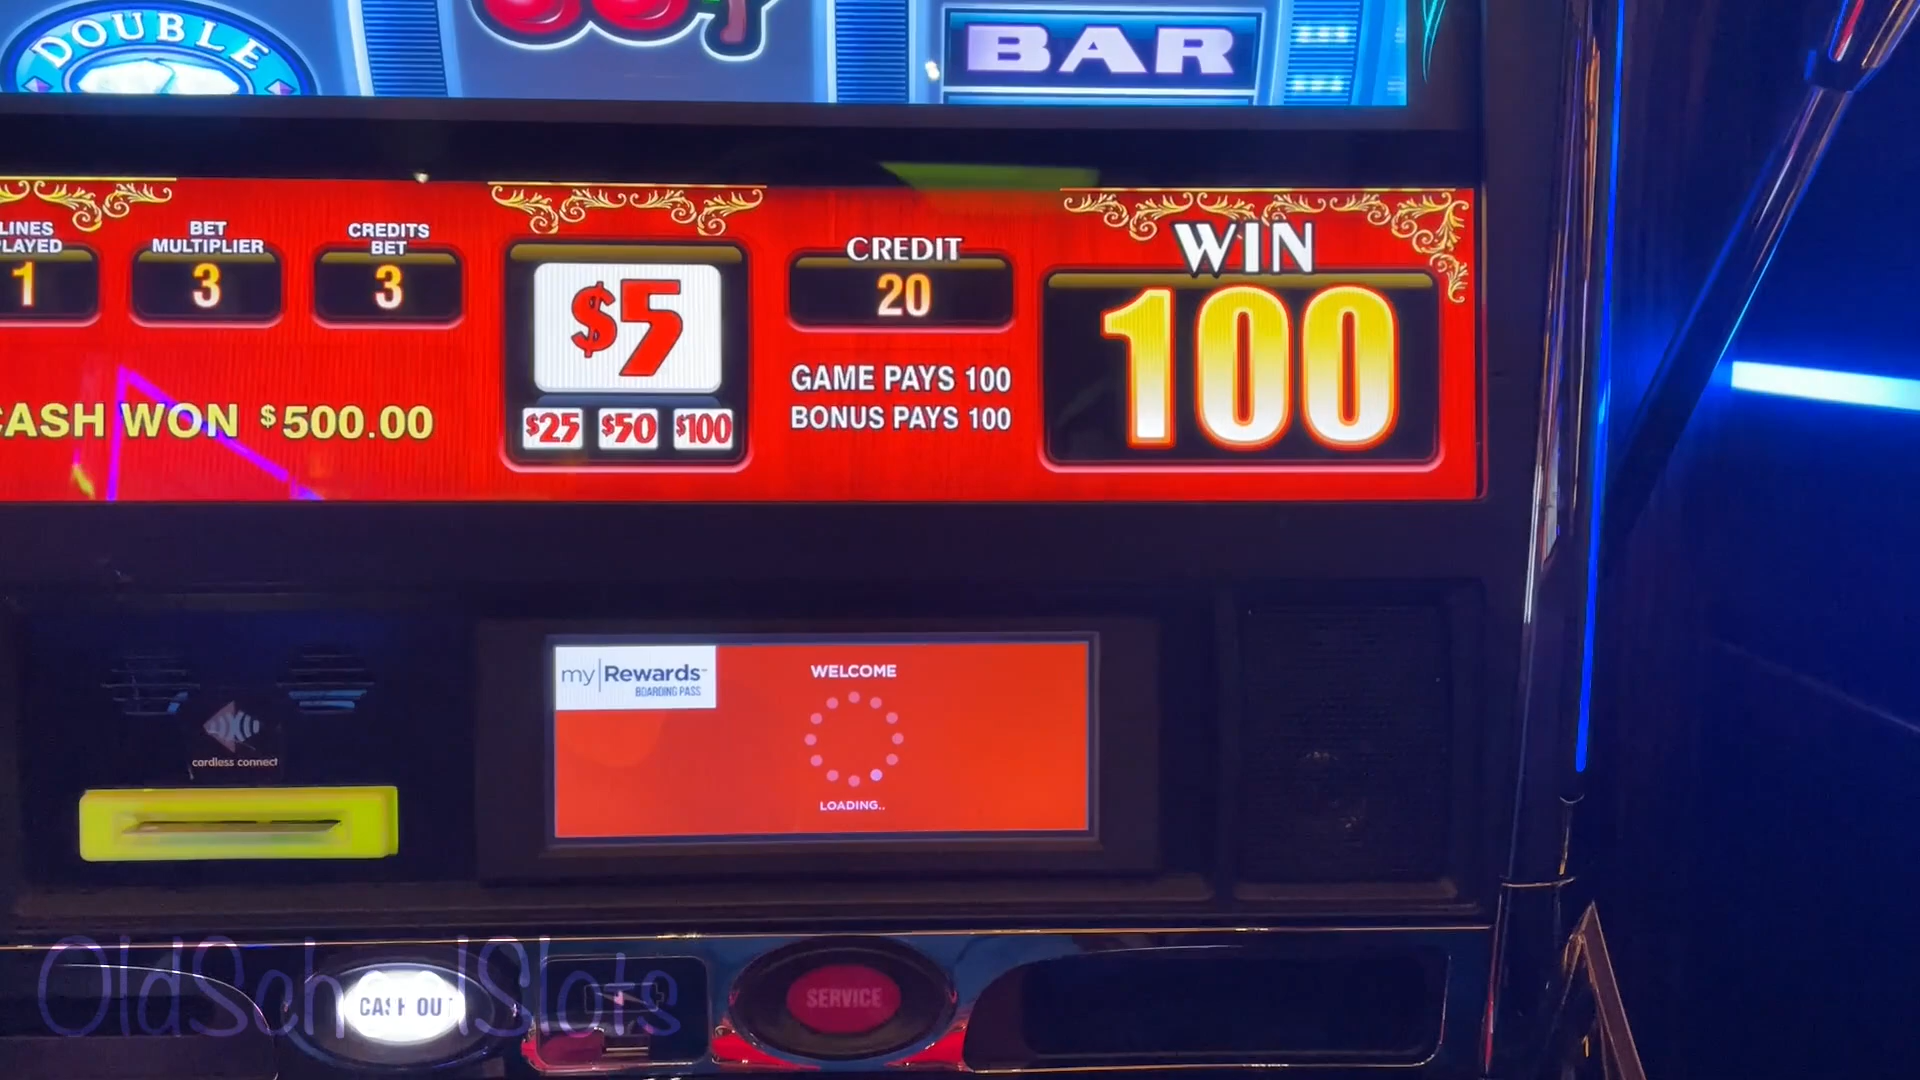 DOUBLE
BAR
LINES
PLAYED
1
BET
MULTIPLIER
3
CREDITS
BET
3
$5
$25 $50 $100
CREDIT
20
GAME PAYS 100
BONUS PAYS 100
WIN
100
CASH WON $500.00
my|Rewards
BOARDING PASS
WELCOME
LOADING..
cardless connect
OldSchoolSlots
CASH OUT
SERVICE